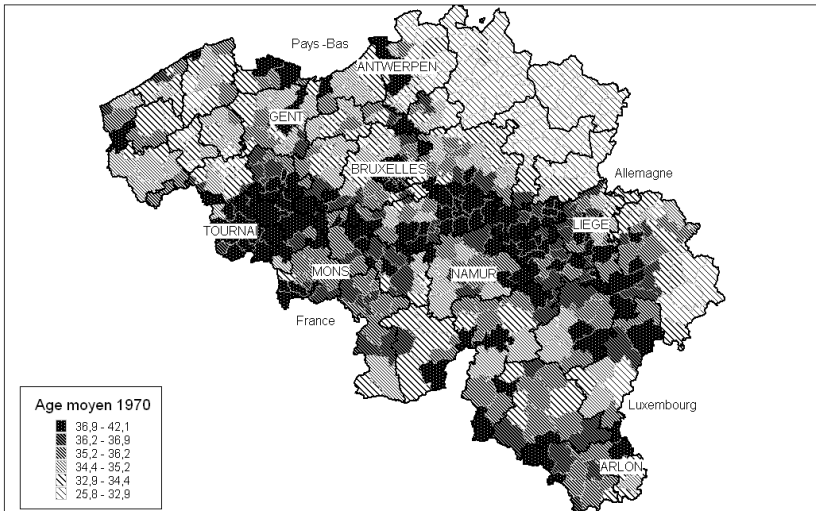 Pays-Bas
ANTWERPEN
GENT
BRUXELLES
Allemagne
TOURNAI
LIEGE
MONS
NAMUR
France
Luxembourg
ARLON
Age moyen 1970
36,9 - 42,1
36,2 - 36,9
35,2 - 36,2
34,4 - 35,2
32,9 - 34,4
25,8 - 32,9